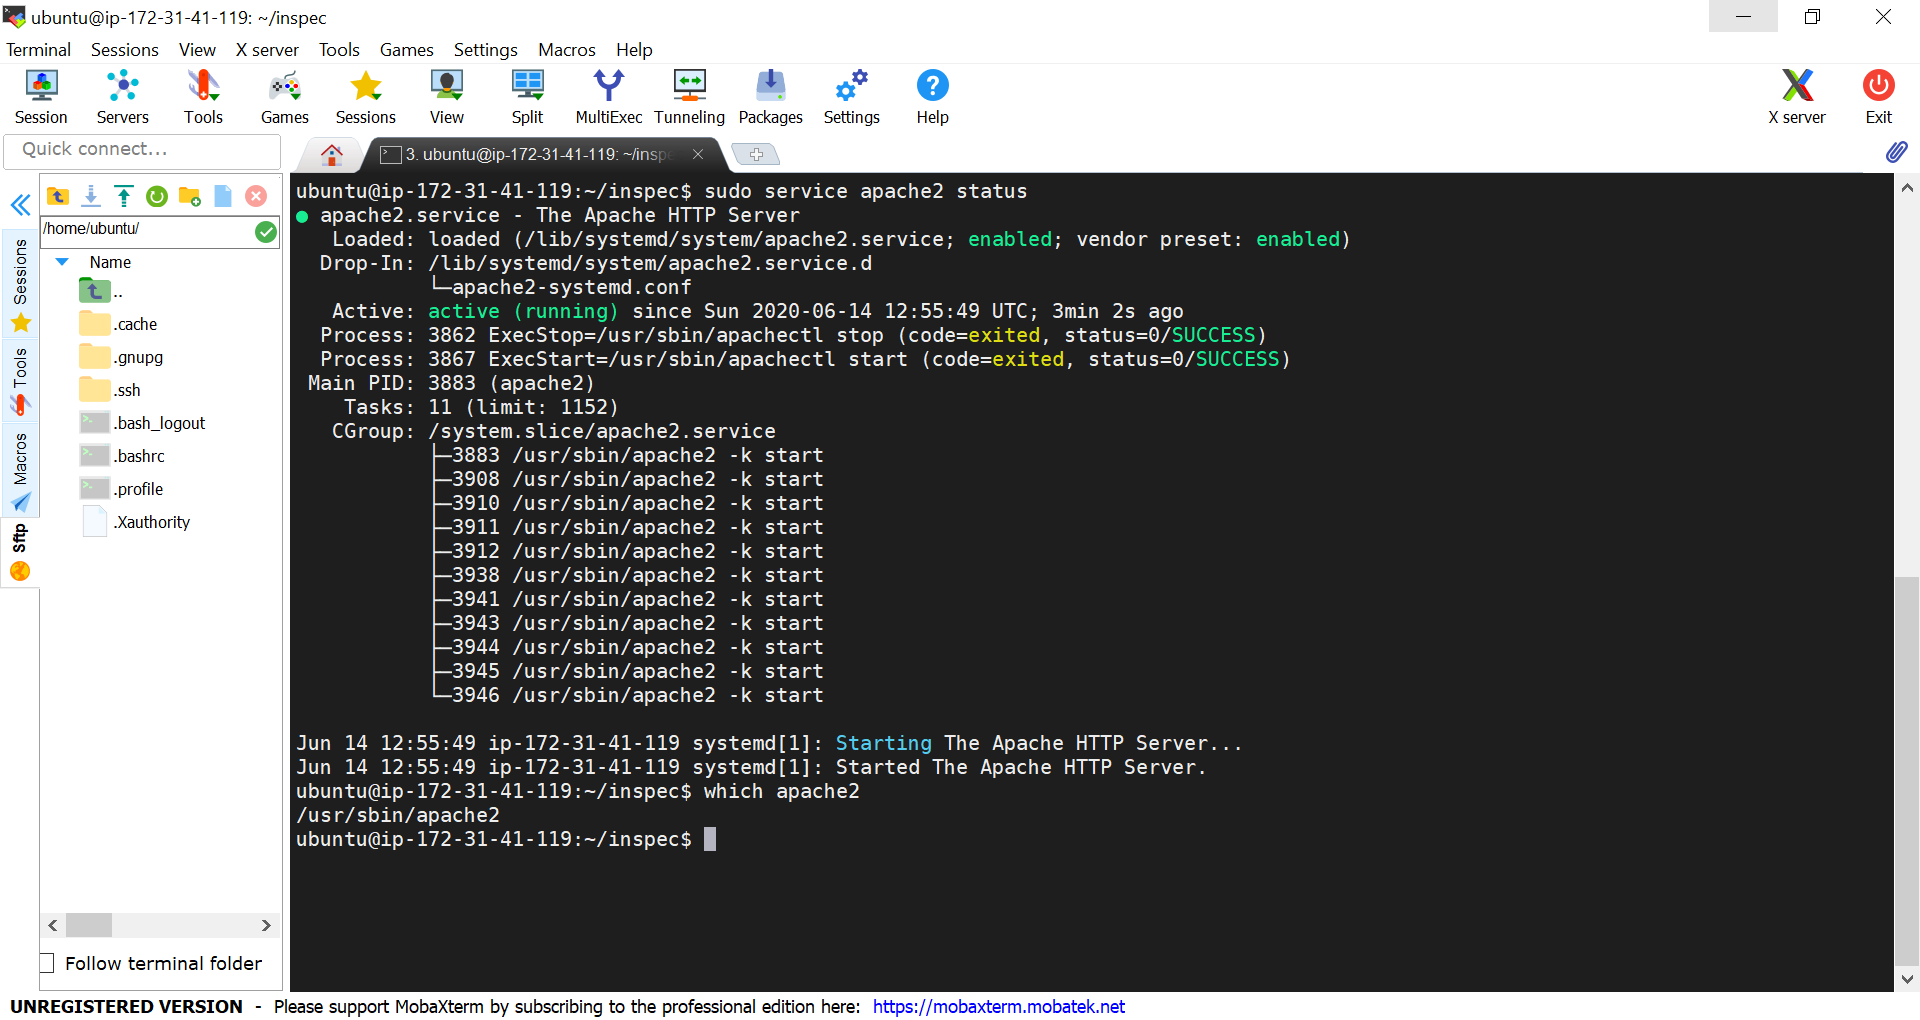 ubuntu@ip-172-31-41-119: ~/inspec
Terminal Sessions View X server Tools Games Settings Macros Help
Session Servers Tools Games Sessions View Split MultiExec Tunneling Packages Settings Help X server Exit
Quick connect...
3. ubuntu@ip-172-31-41-119: ~/inspe
/home/ubuntu/
Name
..
.cache
.gnupg
.ssh
.bash_logout
.bashrc
.profile
.Xauthority
Follow terminal folder
Sessions
Tools
Macros
Sftp
ubuntu@ip-172-31-41-119:~/inspec$ sudo service apache2 status
● apache2.service - The Apache HTTP Server
Loaded: loaded (/lib/systemd/system/apache2.service; enabled; vendor preset: enabled)
Drop-In: /lib/systemd/system/apache2.service.d
└─apache2-systemd.conf
Active: active (running) since Sun 2020-06-14 12:55:49 UTC; 3min 2s ago
Process: 3862 ExecStop=/usr/sbin/apachectl stop (code=exited, status=0/SUCCESS)
Process: 3867 ExecStart=/usr/sbin/apachectl start (code=exited, status=0/SUCCESS)
Main PID: 3883 (apache2)
Tasks: 11 (limit: 1152)
CGroup: /system.slice/apache2.service
├─3883 /usr/sbin/apache2 -k start
├─3908 /usr/sbin/apache2 -k start
├─3910 /usr/sbin/apache2 -k start
├─3911 /usr/sbin/apache2 -k start
├─3912 /usr/sbin/apache2 -k start
├─3938 /usr/sbin/apache2 -k start
├─3941 /usr/sbin/apache2 -k start
├─3943 /usr/sbin/apache2 -k start
├─3944 /usr/sbin/apache2 -k start
├─3945 /usr/sbin/apache2 -k start
└─3946 /usr/sbin/apache2 -k start
Jun 14 12:55:49 ip-172-31-41-119 systemd[1]: Starting The Apache HTTP Server...
Jun 14 12:55:49 ip-172-31-41-119 systemd[1]: Started The Apache HTTP Server.
ubuntu@ip-172-31-41-119:~/inspec$ which apache2
/usr/sbin/apache2
ubuntu@ip-172-31-41-119:~/inspec$
UNREGISTERED VERSION - Please support MobaXterm by subscribing to the professional edition here: https://mobaxterm.mobatek.net